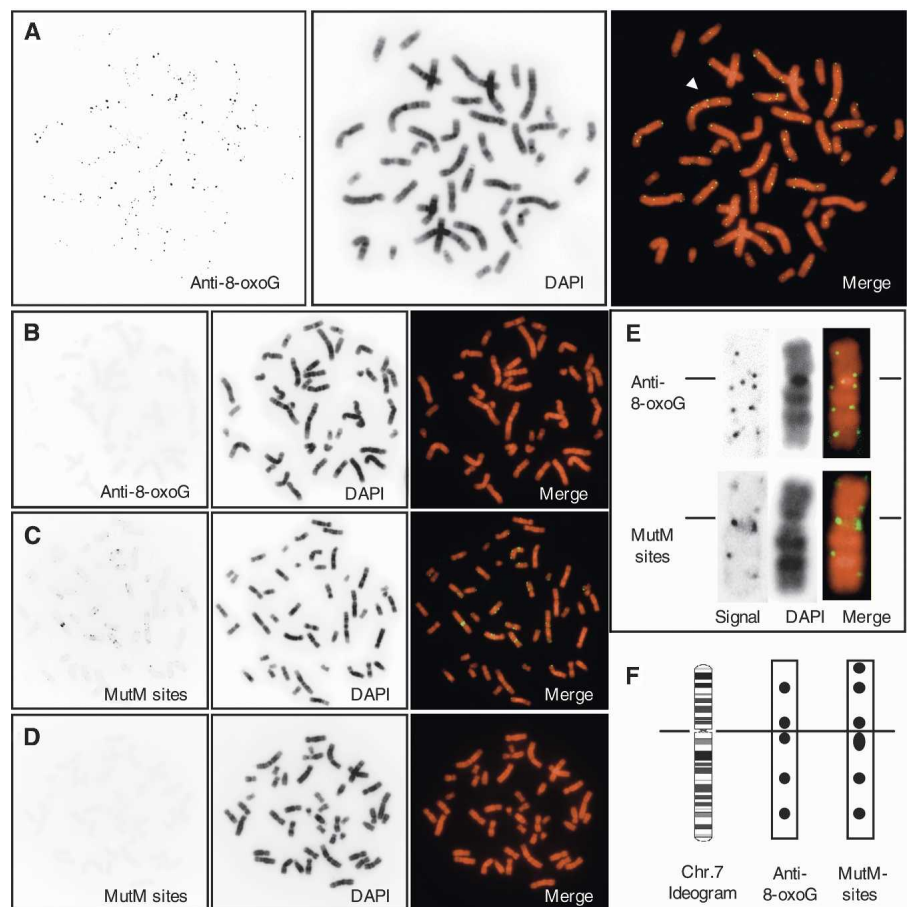 A
Anti-8-oxoG
DAPI
Merge
B
Anti-8-oxoG
DAPI
Merge
C
MutM sites
DAPI
Merge
D
MutM sites
DAPI
Merge
E
Anti-
8-oxoG
MutM
sites
Signal
DAPI
Merge
F
Chr.7
Ideogram
Anti-
8-oxoG
MutM-
sites